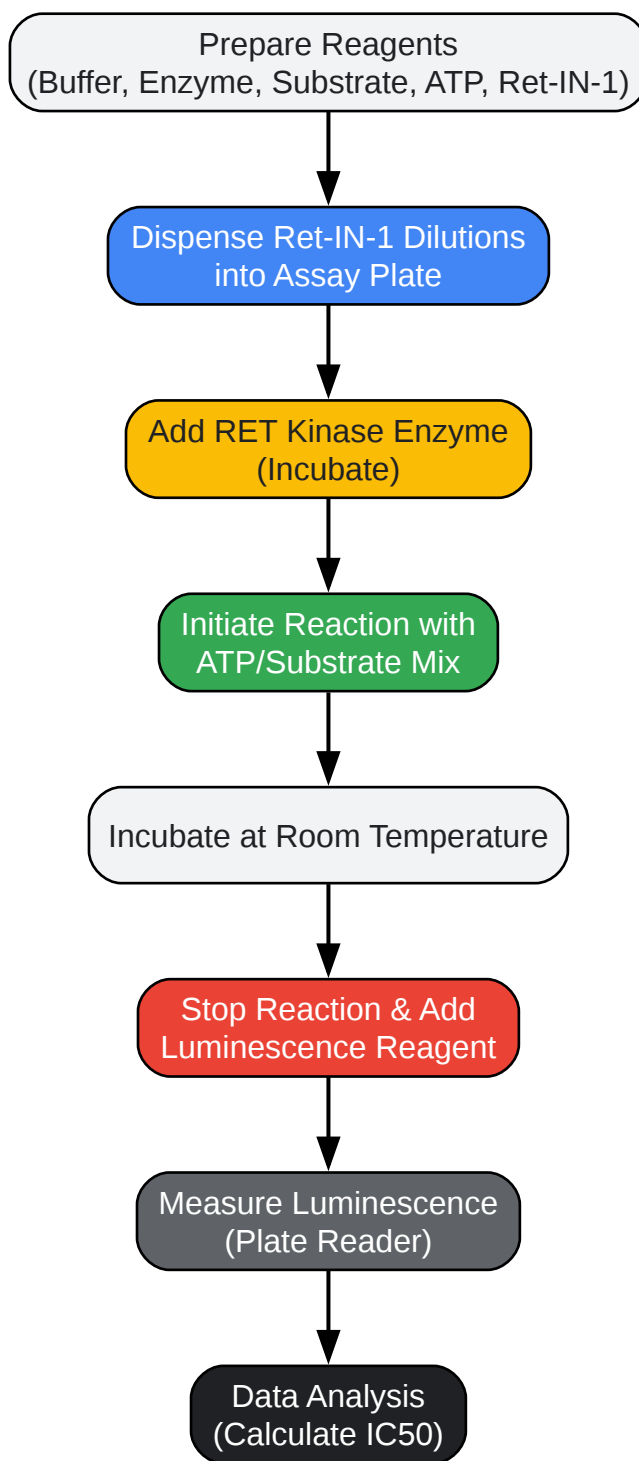 Prepare Reagents
(Buffer, Enzyme, Substrate, ATP, Ret-IN-1)
Dispense Ret-IN-1 Dilutions
into Assay Plate
Add RET Kinase Enzyme
(Incubate)
Initiate Reaction with
ATP/Substrate Mix
Incubate at Room Temperature
Stop Reaction & Add
Luminescence Reagent
Measure Luminescence
(Plate Reader)
Data Analysis
(Calculate IC50)